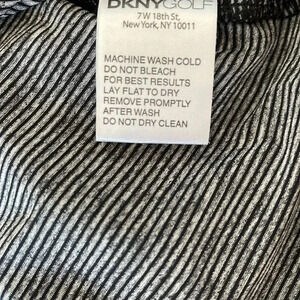 DKNYGOLF
7 W 18th St,
New York, NY 10011
MACHINE WASH COLD
DO NOT BLEACH
FOR BEST RESULTS
LAY FLAT TO DRY
REMOVE PROMPTLY
AFTER WASH
DO NOT DRY CLEAN